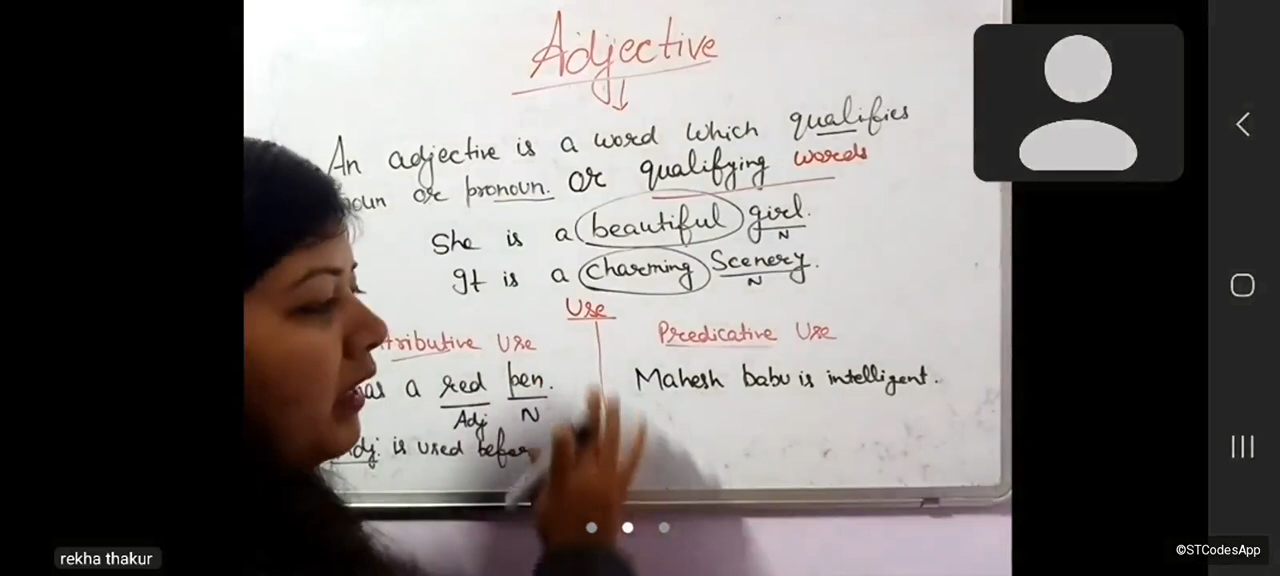 Adjective
An adjective is a word which qualifies
noun or pronoun. or qualifying words
She is a beautiful girl.
N
It is a charming Scenery.
N
Use
tributive Use
Predicative Use
a red pen.
Adj N
Mahesh babu is intelligent.
Adj. is used befor
rekha thakur
©STCodesApp